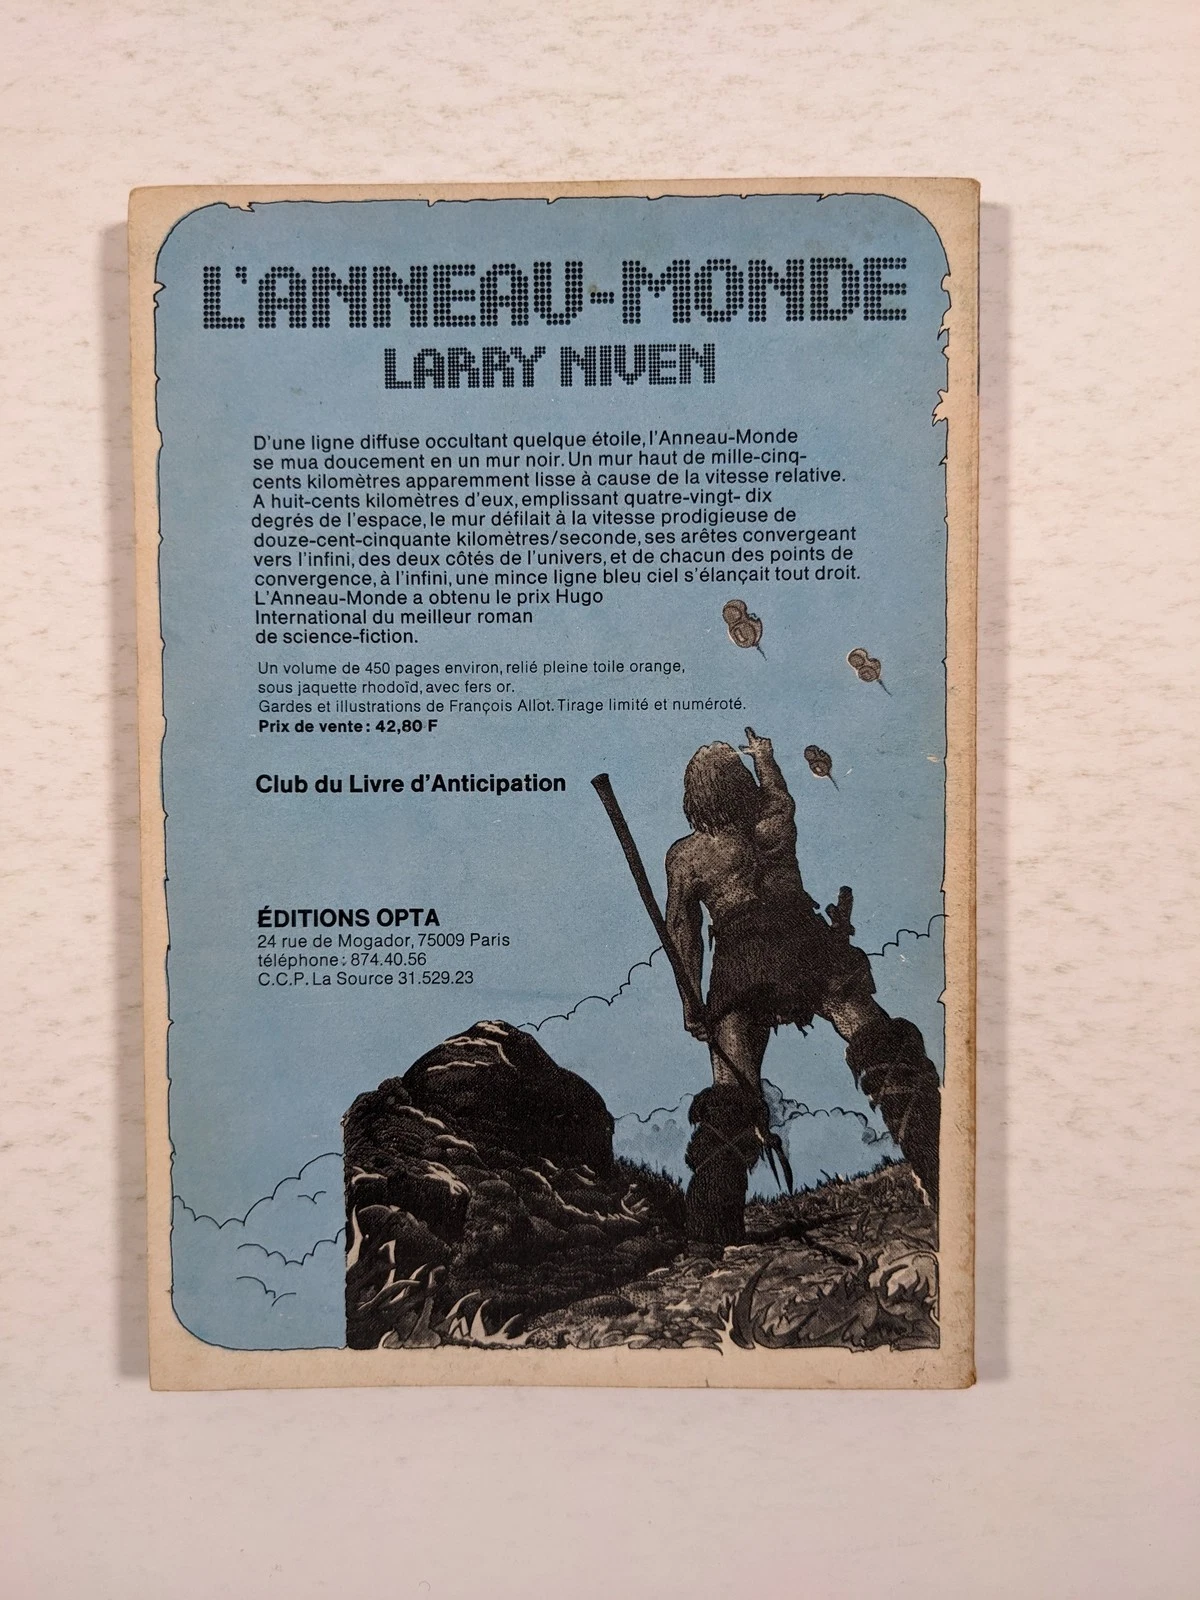 L'ANNEAU-MONDE
LARRY NIVEN
D'une ligne diffuse occultant quelque étoile, l'Anneau-Monde
se mua doucement en un mur noir. Un mur haut de mille-cinq-
cents kilomètres apparemment lisse à cause de la vitesse relative.
A huit-cents kilomètres d'eux, emplissant quatre-vingt- dix
degrés de l'espace, le mur défilait à la vitesse prodigieuse de
douze-cent-cinquante kilomètres/seconde, ses arêtes convergeant
vers l'infini, des deux côtés de l'univers, et de chacun des points de
convergence, à l'infini, une mince ligne bleu ciel s'élançait tout droit.
L'Anneau-Monde a obtenu le prix Hugo
International du meilleur roman
de science-fiction.
Un volume de 450 pages environ, relié pleine toile orange,
sous jaquette rhodoïd, avec fers or.
Gardes et illustrations de François Allot. Tirage limité et numéroté.
Prix de vente : 42,80 F
Club du Livre d'Anticipation
ÉDITIONS OPTA
24 rue de Mogador, 75009 Paris
téléphone : 874.40.56
C.C.P. La Source 31.529.23